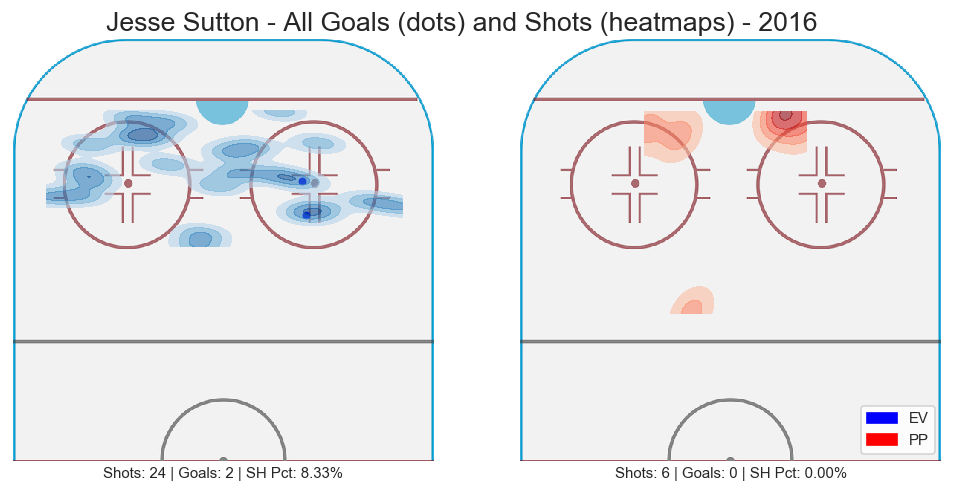 Jesse Sutton - All Goals (dots) and Shots (heatmaps) - 2016
EV
PP
Shots: 24 | Goals: 2 | SH Pct: 8.33%
Shots: 6 | Goals: 0 | SH Pct: 0.00%